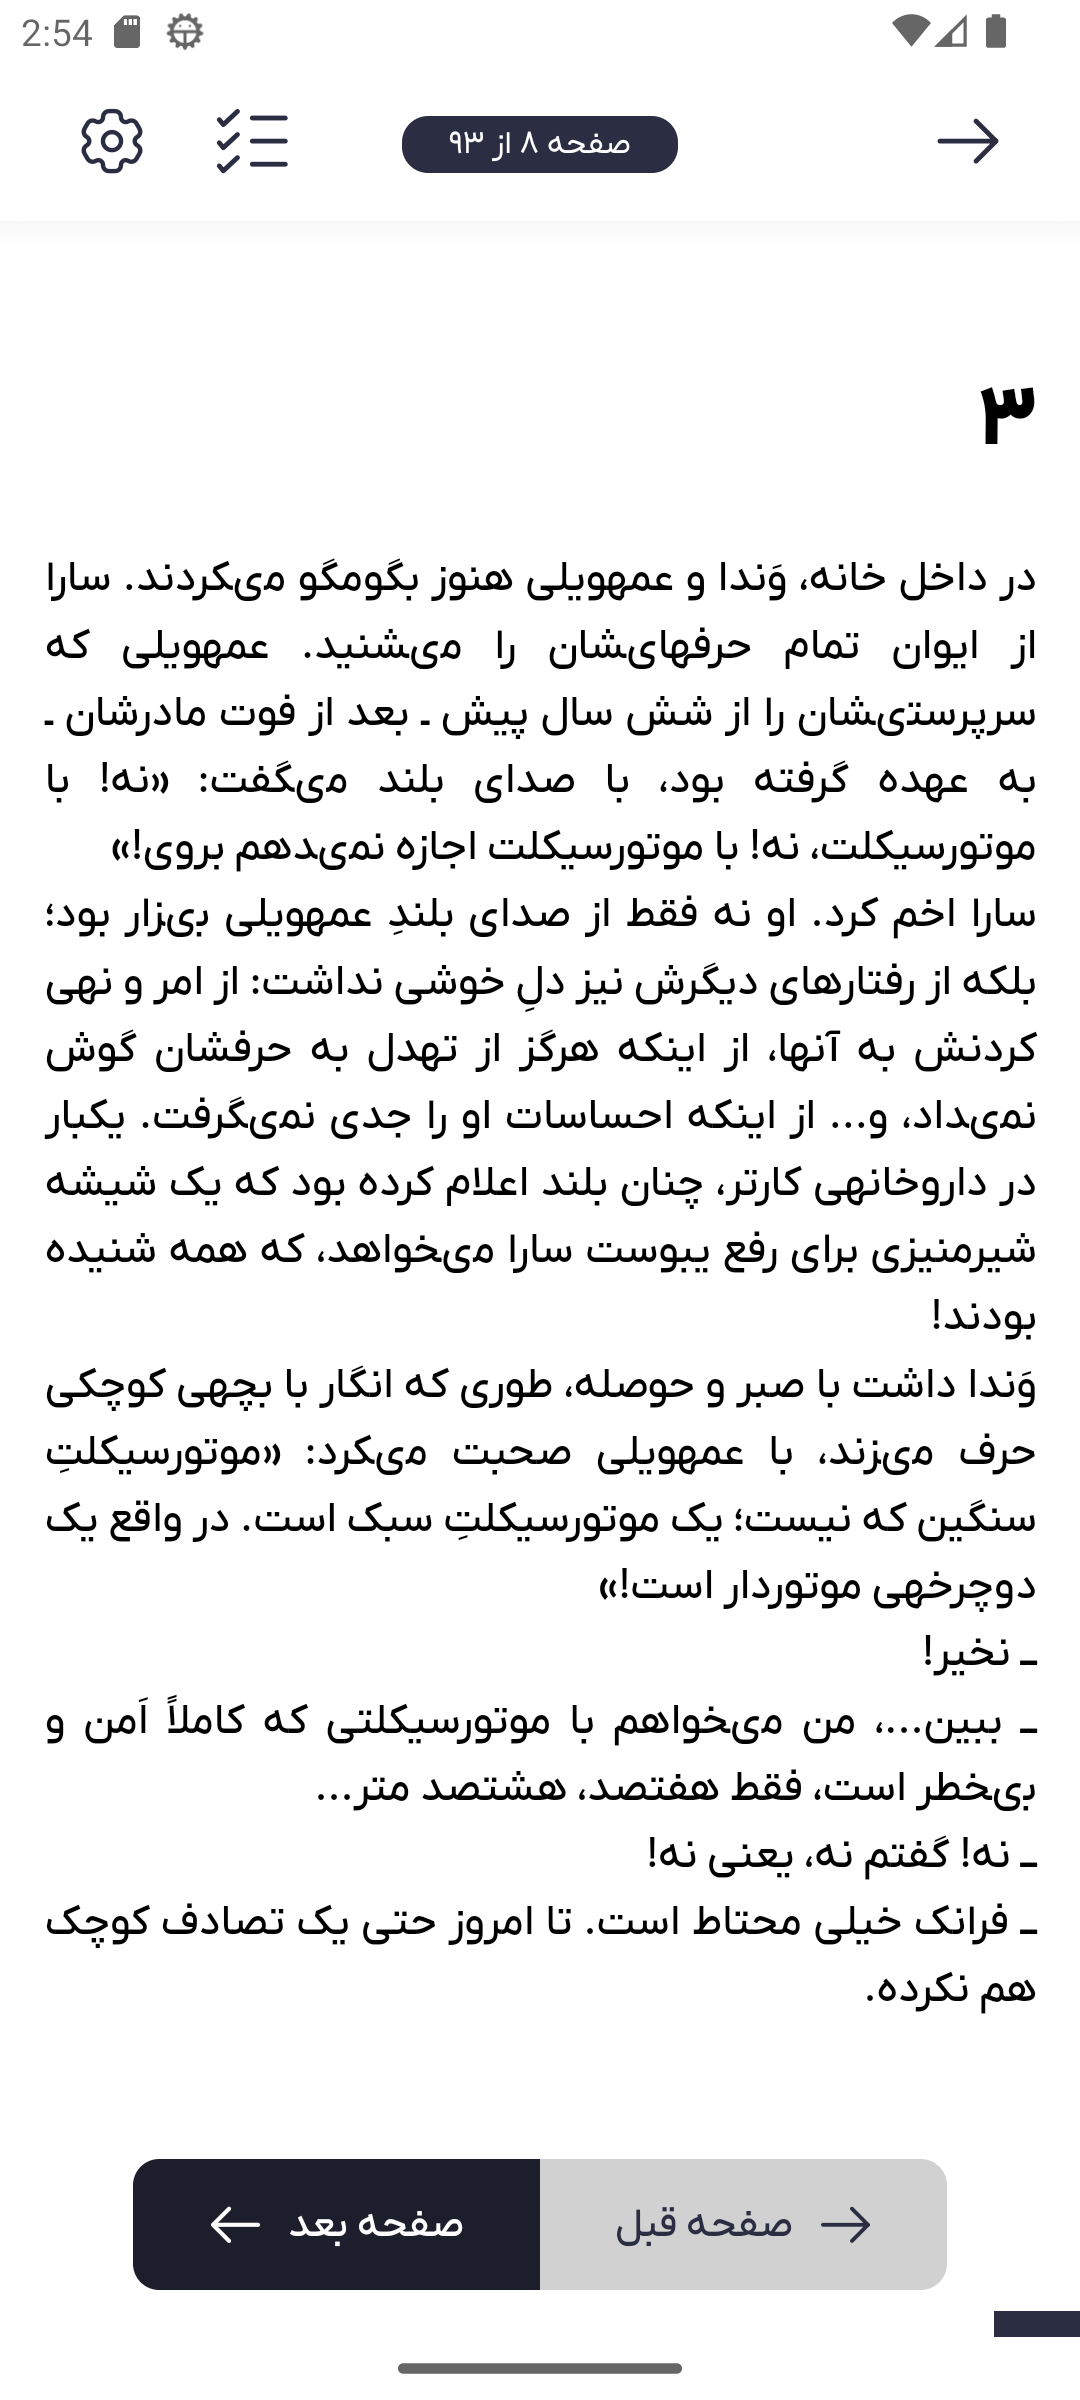 2:54
صفحه ۸ از ۹۳
۳
در داخل خانه، وَندا و عمهویلی هنوز بگومگو می‌کردند. سارا
از ایوان تمام حرفهای‌شان را می‌شنید. عمهویلی که
سرپرستی‌شان را از شش سال پیش ـ بعد از فوت مادرشان ـ
به عهده گرفته بود، با صدای بلند می‌گفت: «نه! با
موتورسیکلت، نه! با موتورسیکلت اجازه نمی‌دهم بروی!»
سارا اخم کرد. او نه فقط از صدای بلندِ عمهویلی بی‌زار بود؛
بلکه از رفتارهای دیگرش نیز دلِ خوشی نداشت: از امر و نهی
کردنش به آنها، از اینکه هرگز از تهدل به حرفشان گوش
نمی‌داد، و... از اینکه احساسات او را جدی نمی‌گرفت. یکبار
در داروخانهی کارتر، چنان بلند اعلام کرده بود که یک شیشه
شیرمنیزی برای رفع یبوست سارا می‌خواهد، که همه شنیده
بودند!
وَندا داشت با صبر و حوصله، طوری که انگار با بچهی کوچکی
حرف می‌زند، با عمهویلی صحبت می‌کرد: «موتورسیکلتِ
سنگین که نیست؛ یک موتورسیکلتِ سبک است. در واقع یک
دوچرخهی موتوردار است!»
ـ نخیر!
ـ ببین...، من می‌خواهم با موتورسیکلتی که کاملاً اَمن و
بی‌خطر است، فقط هفتصد، هشتصد متر...
ـ نه! گفتم نه، یعنی نه!
ـ فرانک خیلی محتاط است. تا امروز حتی یک تصادف کوچک
هم نکرده.
صفحه قبل
صفحه بعد